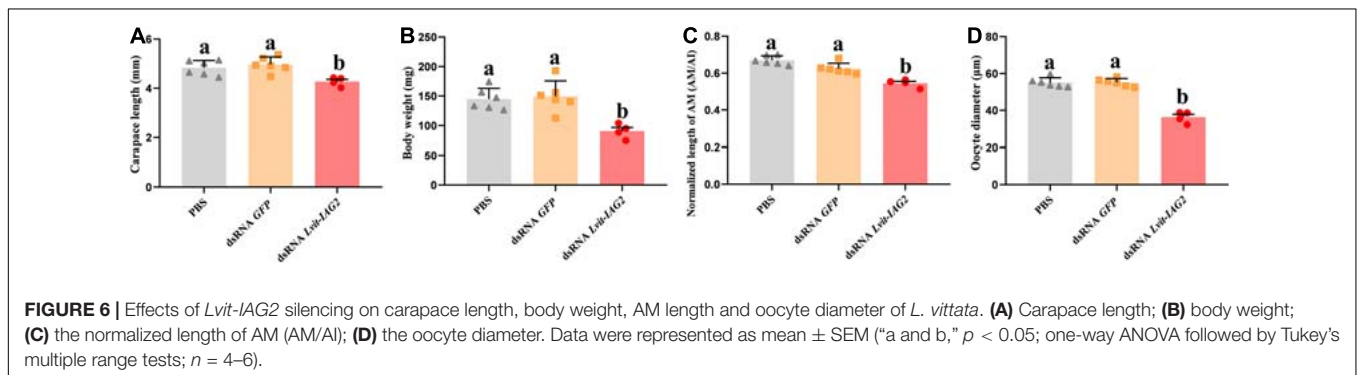 A
a
a
b
Carapace length (mm)
6
4
2
0
PBS
dsRNA GFP
dsRNA Lvit-IAG2
B
a
a
b
Body weight (mg)
250
200
150
100
50
0
PBS
dsRNA GFP
dsRNA Lvit-IAG2
C
a
a
b
Normalized length of AM (AM/AI)
0.8
0.6
0.4
0.2
0.0
PBS
dsRNA GFP
dsRNA Lvit-IAG2
D
a
a
b
Oocyte diameter (μm)
80
60
40
20
0
PBS
dsRNA GFP
dsRNA Lvit-IAG2
FIGURE 6 | Effects of Lvit-IAG2 silencing on carapace length, body weight, AM length and oocyte diameter of L. vittata. (A) Carapace length; (B) body weight;
(C) the normalized length of AM (AM/AI); (D) the oocyte diameter. Data were represented as mean ± SEM (“a and b,” p < 0.05; one-way ANOVA followed by Tukey’s
multiple range tests; n = 4–6).